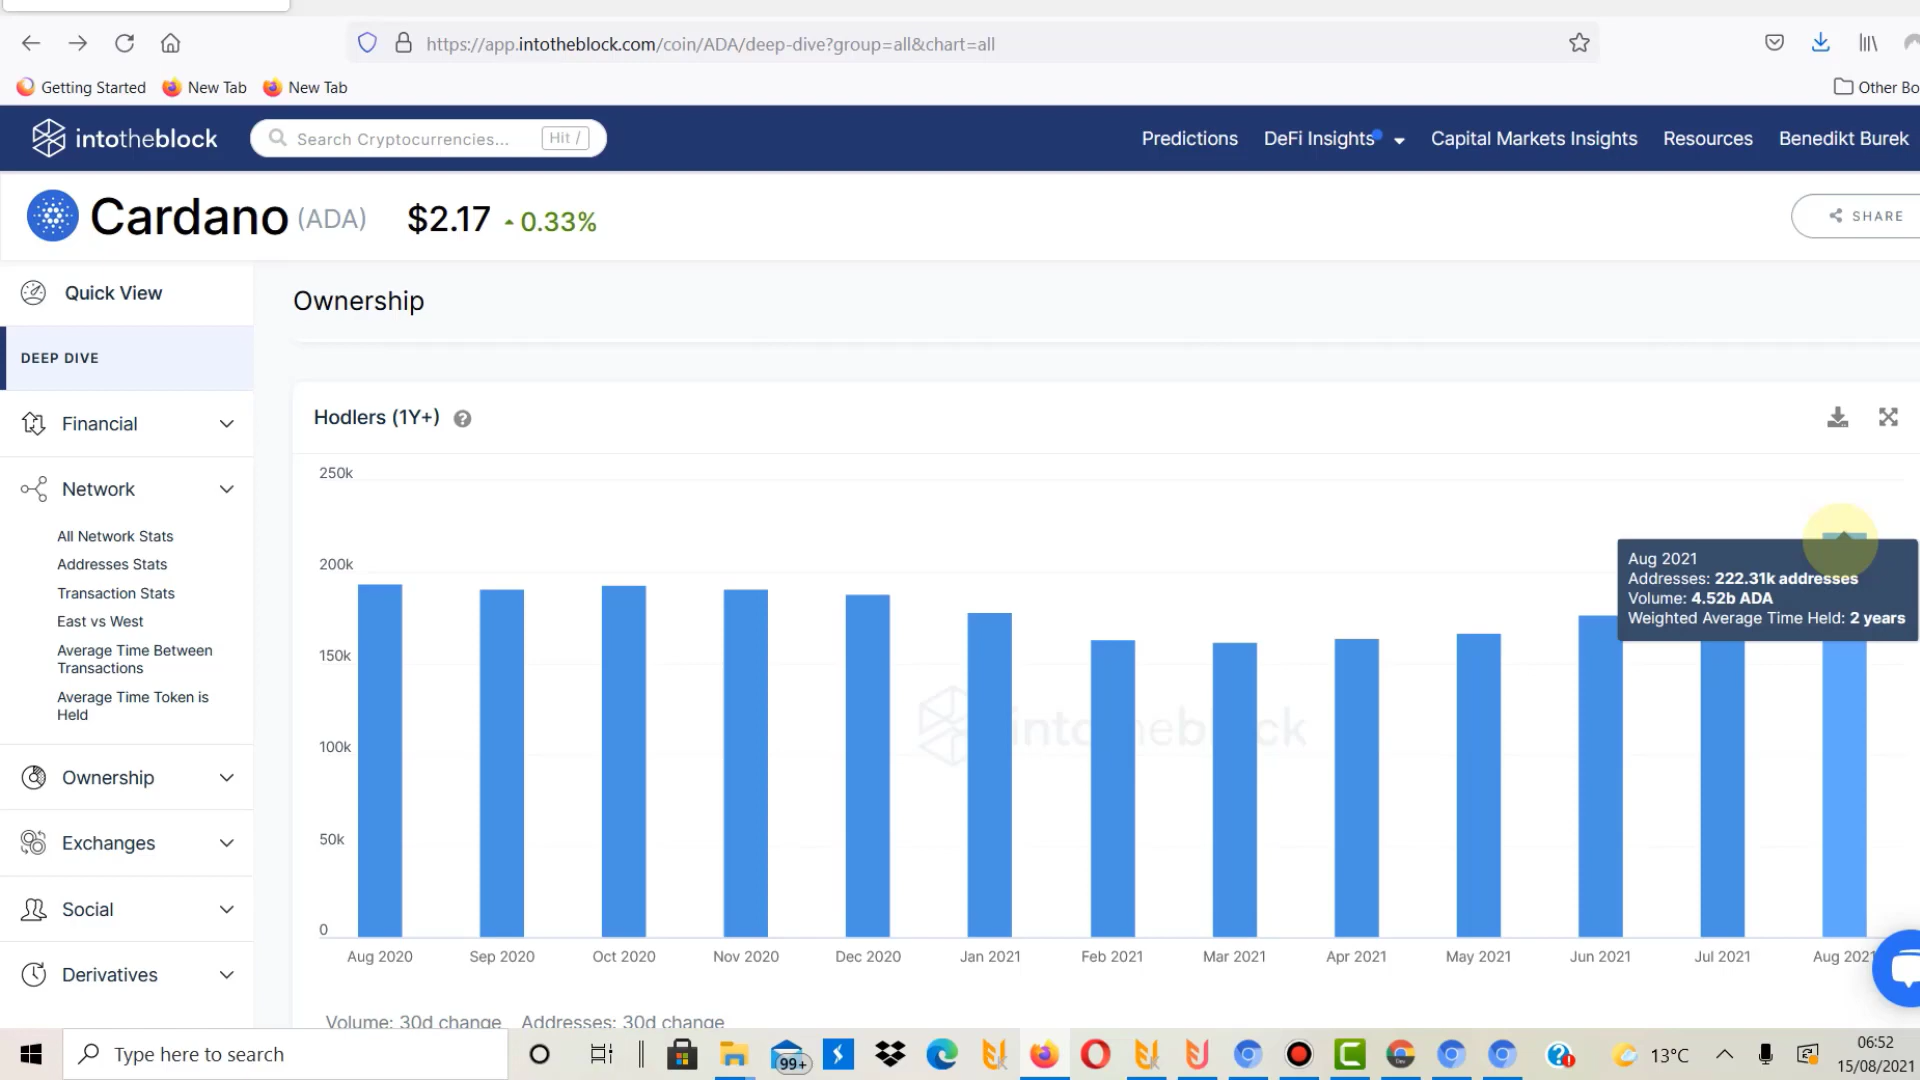 https://app.intotheblock.com/coin/ADA/deep-dive?group=all&chart=all
Getting Started
New Tab
New Tab
Other Bo
intotheblock
Search Cryptocurrencies...
Hit /
Predictions
DeFi Insights
Capital Markets Insights
Resources
Benedikt Burek
Cardano (ADA)
$2.17
0.33%
SHARE
Quick View
DEEP DIVE
Financial
Network
All Network Stats
Addresses Stats
Transaction Stats
East vs West
Average Time Between
Transactions
Average Time Token is
Held
Ownership
Exchanges
Social
Derivatives
Ownership
Hodlers (1Y+)
250k
200k
150k
100k
50k
0
Aug 2021
Addresses: 222.31k addresses
Volume: 4.52b ADA
Weighted Average Time Held: 2 years
intotheblock
Aug 2020
Sep 2020
Oct 2020
Nov 2020
Dec 2020
Jan 2021
Feb 2021
Mar 2021
Apr 2021
May 2021
Jun 2021
Jul 2021
Aug 2021
Volume: 30d change
Addresses: 30d change
Type here to search
99+
13°C
06:52
15/08/2021